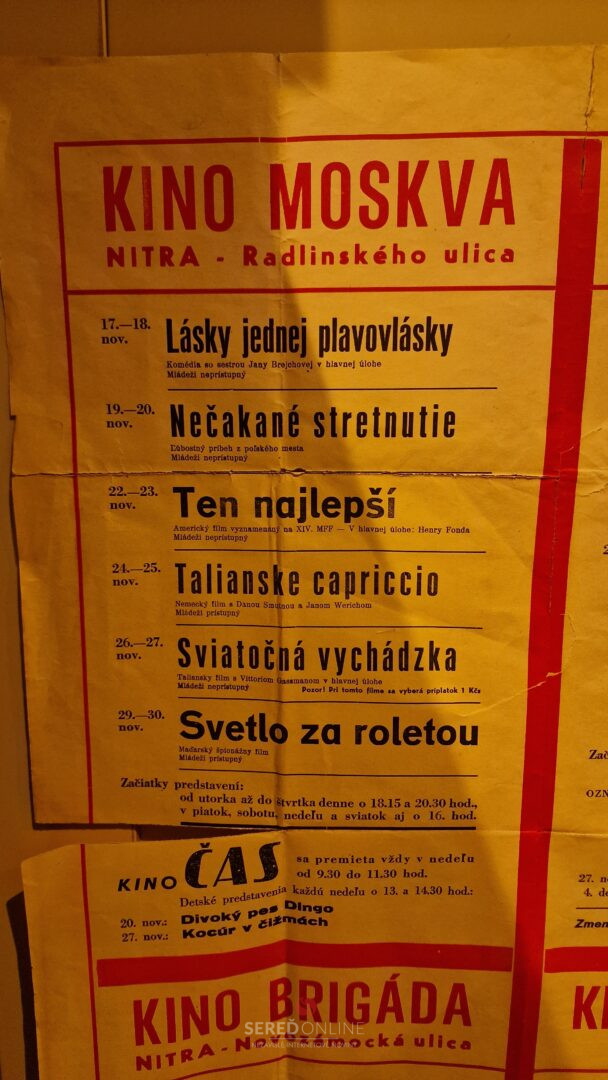 KINO MOSKVA
NITRA - Radlinského ulica
17.—18. nov.
Lásky jednej plavovlásky
Komédia so sestrou Jany Brejchovej v hlavnej úlohe
Mládeži neprístupný
19.—20. nov.
Nečakané stretnutie
Ľúbostný príbeh z poľského mesta
Mládeži neprístupný
22.—23. nov.
Ten najlepší
Americký film vyznamenaný na XIV. MFF — V hlavnej úlohe: Henry Fonda
Mládeži neprístupný
24.—25. nov.
Talianske capriccio
Nemecký film s Danou Smutnou a Janom Werichom
Mládeži prístupný
26.—27. nov.
Sviatočná vychádzka
Taliansky film s Vittoriom Gassmanom v hlavnej úlohe
Mládeži neprístupný Pozor! Pri tomto filme sa vyberá príplatok 1 Kčs
29.—30. nov.
Svetlo za roletou
Maďarský špionážny film
Mládeži prístupný
Začiatky predstavení:
od utorka až do štvrtka denne o 18.15 a 20.30 hod.,
v piatok, sobotu, nedeľu a sviatok aj o 16. hod.
KINO ČAS sa premieta vždy v nedeľu
od 9.30 do 11.30 hod.
Detské predstavenia každú nedeľu o 13. a 14.30 hod.:
20. nov.: Divoký pes Dingo
27. nov.: Kocúr v čižmách
KINO BRIGÁDA
NITRA - Novozámocká ulica
SEREĎONLINE
Zač
OZN
27. n
4. d
Zmen
K